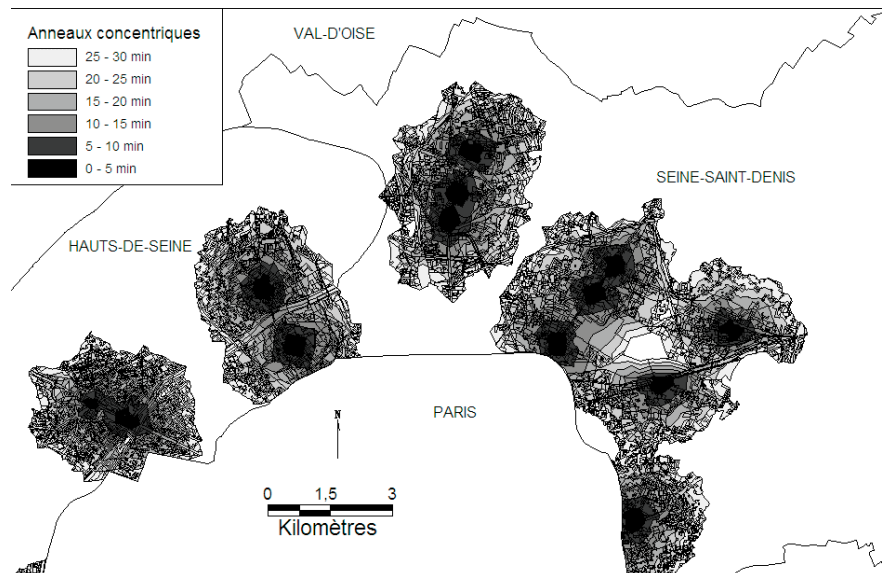 Anneaux concentriques
25 - 30 min
20 - 25 min
15 - 20 min
10 - 15 min
5 - 10 min
0 - 5 min
VAL-D'OISE
SEINE-SAINT-DENIS
HAUTS-DE-SEINE
PARIS
N
0 1,5 3
Kilomètres